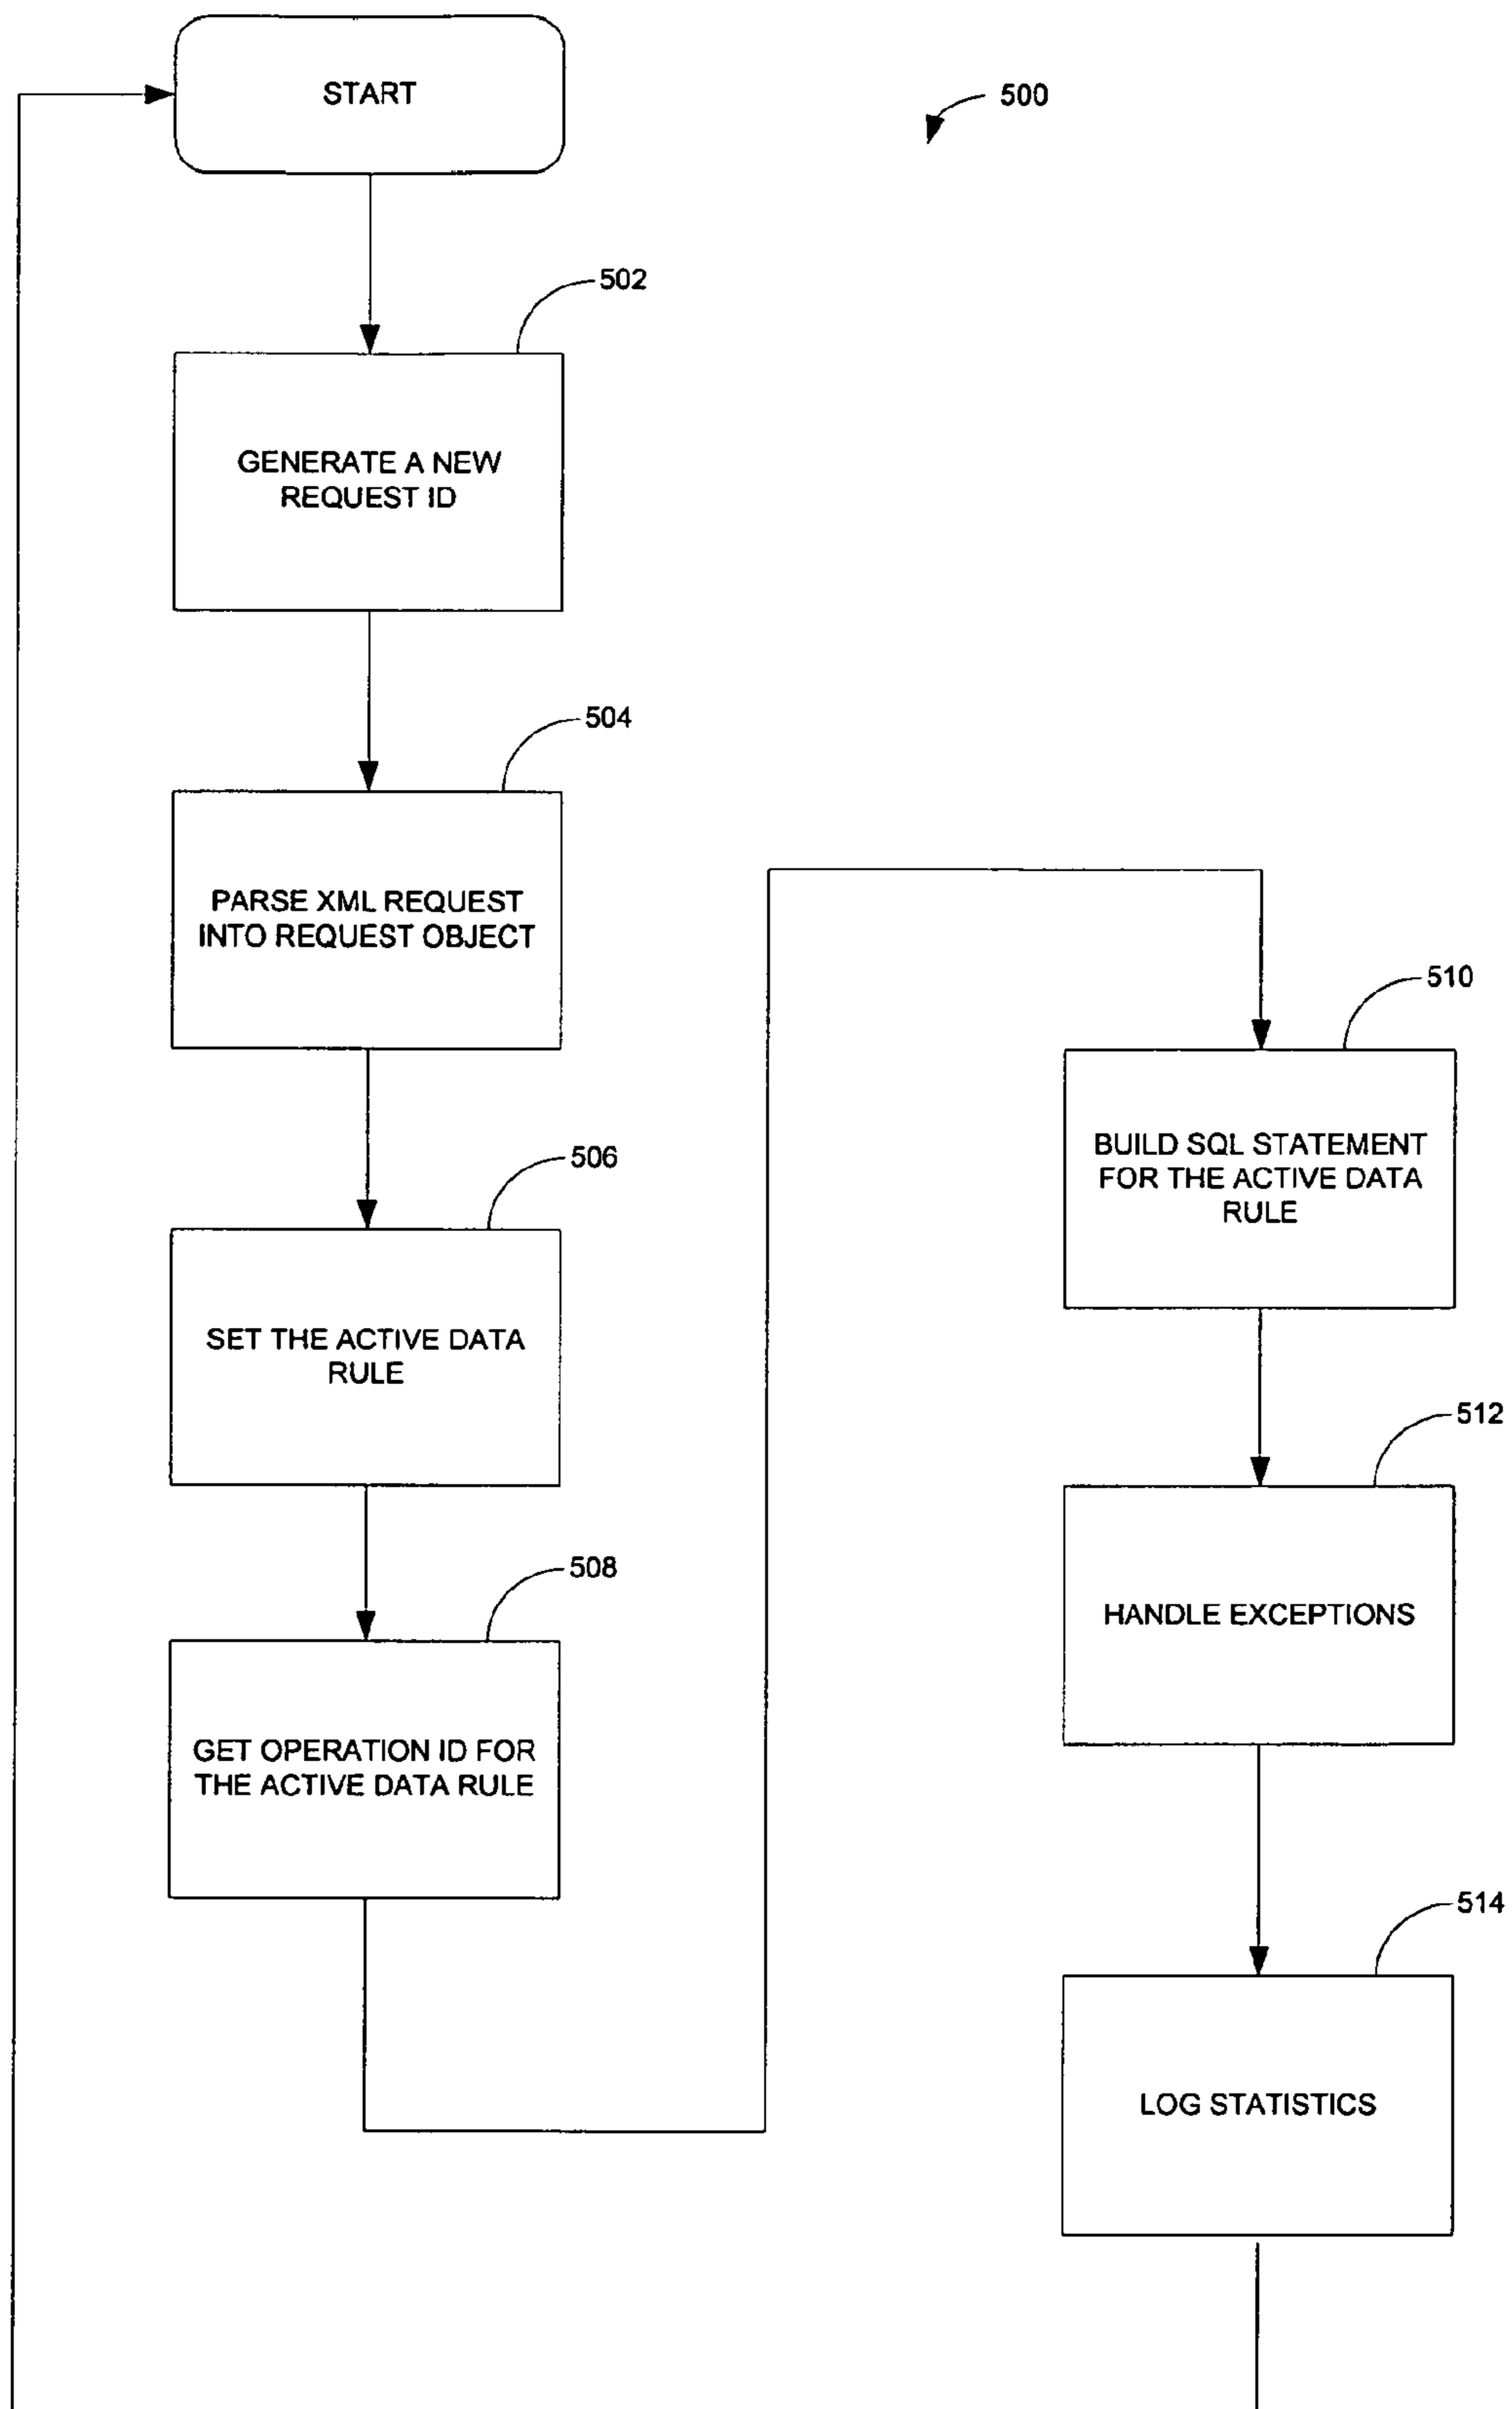 START
500
502
GENERATE A NEW
REQUEST ID
504
PARSE XML REQUEST
INTO REQUEST OBJECT
506
SET THE ACTIVE DATA
RULE
508
GET OPERATION ID FOR
THE ACTIVE DATA RULE
510
BUILD SQL STATEMENT
FOR THE ACTIVE DATA
RULE
512
HANDLE EXCEPTIONS
514
LOG STATISTICS